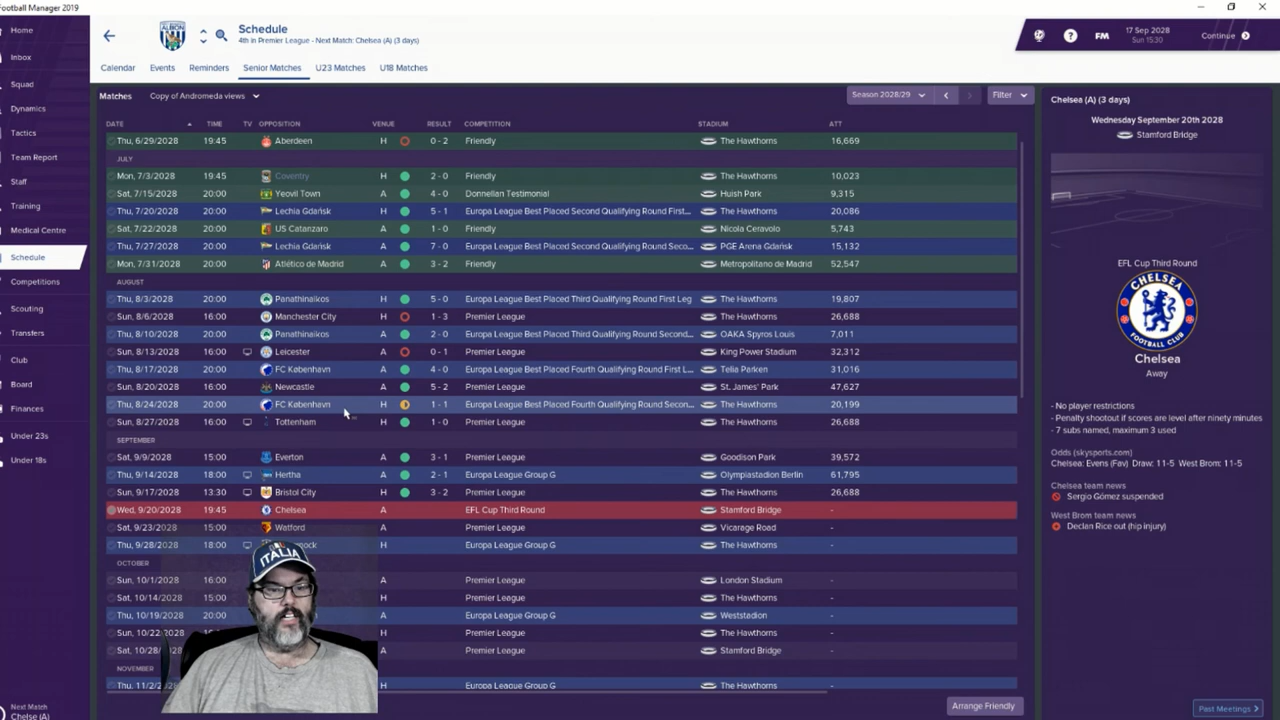 Football Manager 2019
Home
Inbox
Squad
Dynamics
Tactics
Team Report
Staff
Training
Medical Centre
Schedule
Competitions
Scouting
Transfers
Club
Board
Finances
Under 23s
Under 18s
Next Match
Chelse (A)
ALBION
Schedule
4th in Premier League - Next Match: Chelsea (A) (3 days)
FM
17 Sep 2028
Sun 15:30
Continue
Calendar Events Reminders Senior Matches U23 Matches U18 Matches
Matches Copy of Andromeda views Season 2028/29 Filter
DATE TIME TV OPPOSITION VENUE RESULT COMPETITION STADIUM ATT
Thu, 6/29/2028 19:45 Aberdeen H 0 - 2 Friendly The Hawthorns 16,669
JULY
Mon, 7/3/2028 19:45 Coventry H 2 - 0 Friendly The Hawthorns 10,023
Sat, 7/15/2028 20:00 Yeovil Town A 4 - 0 Donnellan Testimonial Huish Park 9,315
Thu, 7/20/2028 20:00 Lechia Gdańsk H 5 - 1 Europa League Best Placed Second Qualifying Round First... The Hawthorns 20,086
Sat, 7/22/2028 20:00 US Catanzaro A 1 - 0 Friendly Nicola Ceravolo 5,743
Thu, 7/27/2028 20:00 Lechia Gdańsk A 7 - 0 Europa League Best Placed Second Qualifying Round Seco... PGE Arena Gdańsk 15,132
Mon, 7/31/2028 20:00 Atlético de Madrid A 3 - 2 Friendly Metropolitano de Madrid 52,547
AUGUST
Thu, 8/3/2028 20:00 Panathinaikos H 5 - 0 Europa League Best Placed Third Qualifying Round First Leg The Hawthorns 19,807
Sun, 8/6/2028 16:00 Manchester City H 1 - 3 Premier League The Hawthorns 26,688
Thu, 8/10/2028 20:00 Panathinaikos A 2 - 0 Europa League Best Placed Third Qualifying Round Second... OAKA Spyros Louis 7,011
Sun, 8/13/2028 16:00 Leicester A 0 - 1 Premier League King Power Stadium 32,312
Thu, 8/17/2028 20:00 FC København A 4 - 0 Europa League Best Placed Fourth Qualifying Round First L... Telia Parken 31,016
Sun, 8/20/2028 16:00 Newcastle A 5 - 2 Premier League St. James' Park 47,627
Thu, 8/24/2028 20:00 FC København H 1 - 1 Europa League Best Placed Fourth Qualifying Round Secon... The Hawthorns 20,199
Sun, 8/27/2028 16:00 Tottenham H 1 - 0 Premier League The Hawthorns 26,688
SEPTEMBER
Sat, 9/9/2028 15:00 Everton A 3 - 1 Premier League Goodison Park 39,572
Thu, 9/14/2028 18:00 Hertha A 2 - 1 Europa League Group G Olympiastadion Berlin 61,795
Sun, 9/17/2028 13:30 Bristol City H 3 - 2 Premier League The Hawthorns 26,688
Wed, 9/20/2028 19:45 Chelsea A EFL Cup Third Round Stamford Bridge -
Sat, 9/23/2028 15:00 Watford A Premier League Vicarage Road -
Thu, 9/28/2028 18:00 H Europa League Group G The Hawthorns -
OCTOBER
Sun, 10/1/2028 16:00 A Premier League London Stadium -
Sat, 10/14/2028 15:00 H Premier League The Hawthorns -
Thu, 10/19/2028 20:00 A Europa League Group G Weststadion -
Sun, 10/22 H Premier League The Hawthorns -
Sat, 10/28/ A Premier League Stamford Bridge -
NOVEMBER
Thu, 11/2/2 H Europa League Group G The Hawthorns -
ITALIA
Arrange Friendly
Chelsea (A) (3 days)
Wednesday September 20th 2028
Stamford Bridge
EFL Cup Third Round
CHELSEA
FOOTBALL CLUB
Chelsea
Away
- No player restrictions
- Penalty shootout if scores are level after ninety minutes
- 7 subs named, maximum 3 used
Odds (skysports.com)
Chelsea: Evens (Fav) Draw: 11-5 West Brom: 11-5
Chelsea team news
Sergio Gómez suspended
West Brom team news
Declan Rice out (hip injury)
Past Meetings